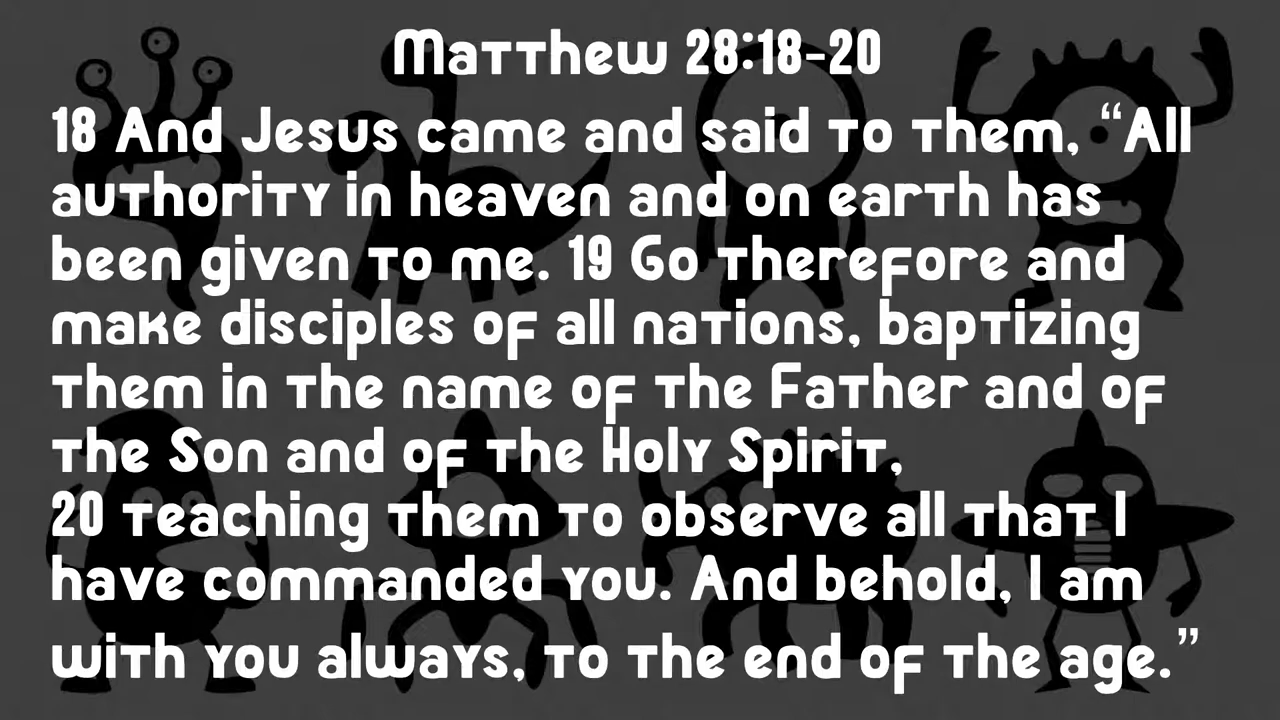 Matthew 28:18-20
18 And Jesus came and said to them, “All
authority in heaven and on earth has
been given to me. 19 Go therefore and
make disciples of all nations, baptizing
them in the name of the Father and of
the Son and of the Holy Spirit,
20 teaching them to observe all that I
have commanded you. And behold, I am
with you always, to the end of the age.”